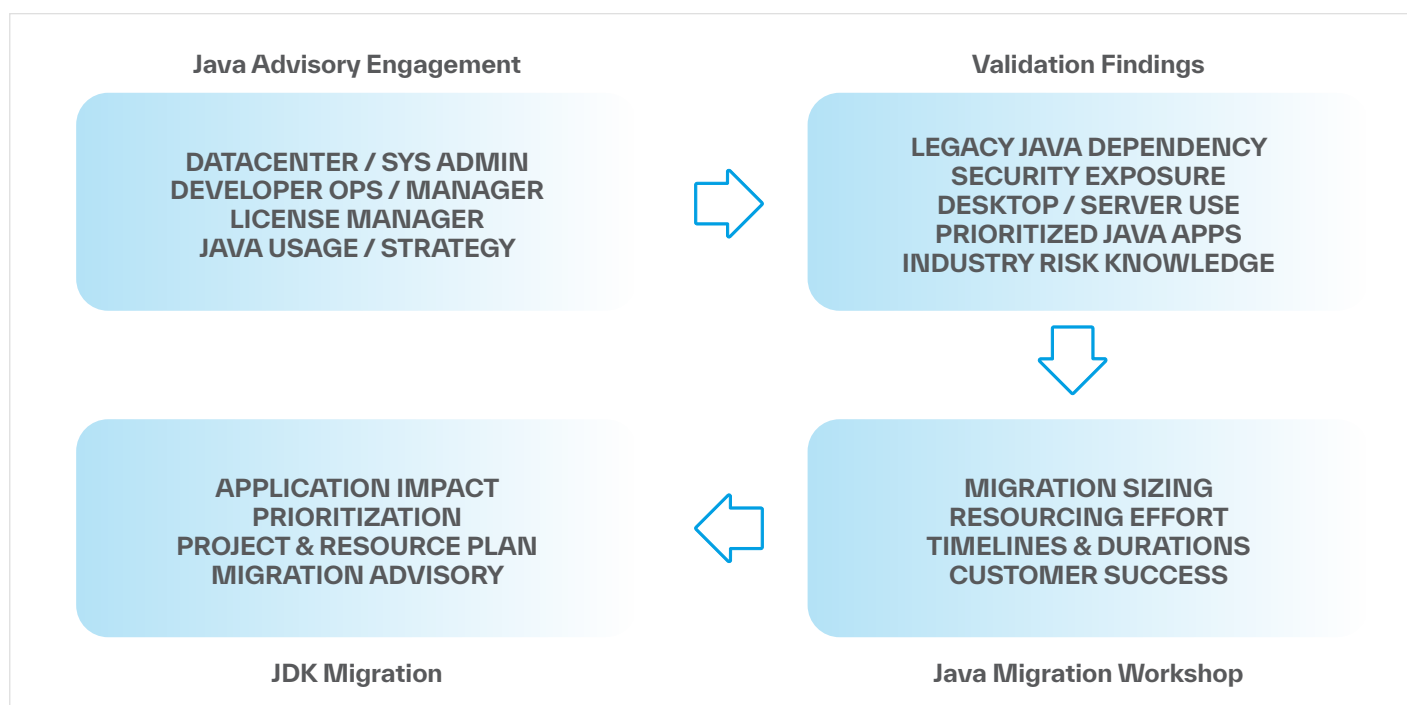 Java Advisory Engagement
DATACENTER / SYS ADMIN
DEVELOPER OPS / MANAGER
LICENSE MANAGER
JAVA USAGE / STRATEGY
Validation Findings
LEGACY JAVA DEPENDENCY
SECURITY EXPOSURE
DESKTOP / SERVER USE
PRIORITIZED JAVA APPS
INDUSTRY RISK KNOWLEDGE
MIGRATION SIZING
RESOURCING EFFORT
TIMELINES & DURATIONS
CUSTOMER SUCCESS
Java Migration Workshop
APPLICATION IMPACT
PRIORITIZATION
PROJECT & RESOURCE PLAN
MIGRATION ADVISORY
JDK Migration